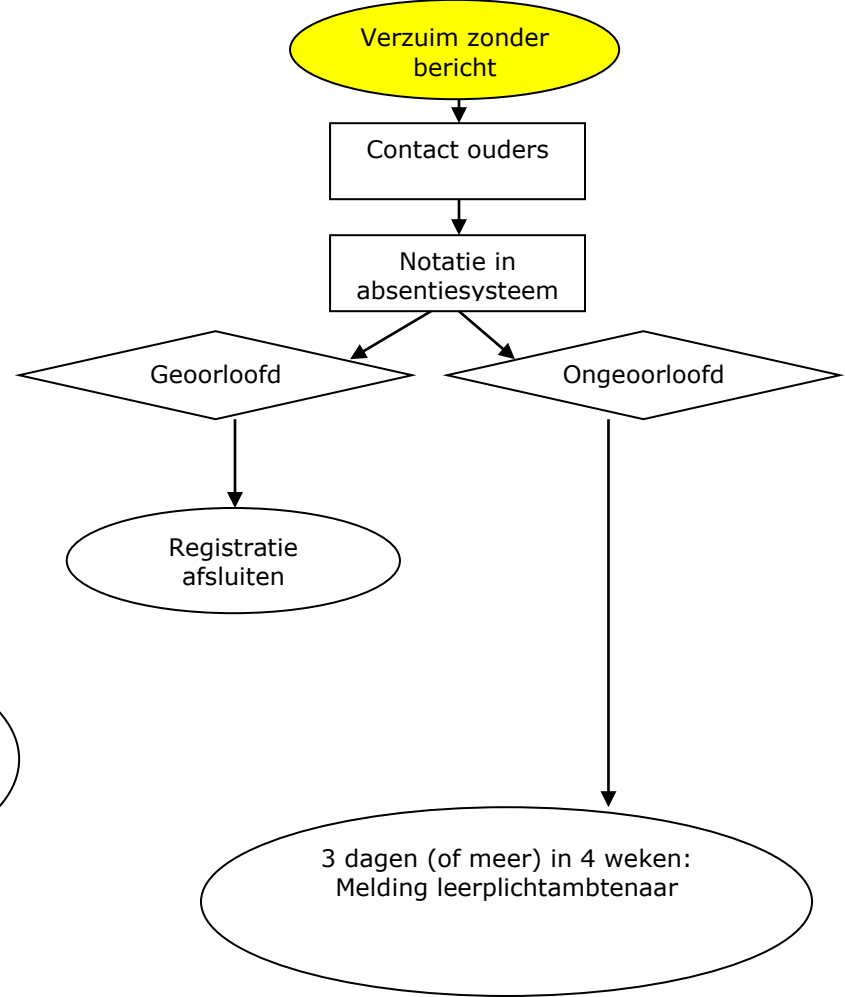 Verzuim zonder
bericht
Contact ouders
Notatie in
absentiesysteem
Geoorloofd
Ongeoorloofd
Registratie
afsluiten
3 dagen (of meer) in 4 weken:
Melding leerplichtambtenaar